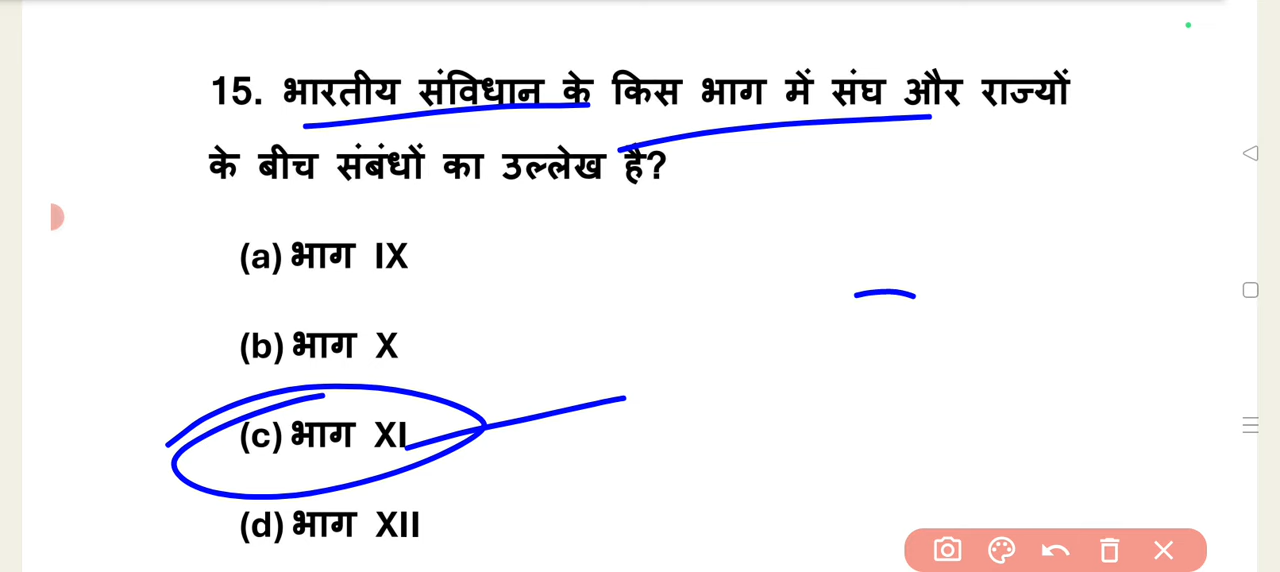 15. भारतीय संविधान के किस भाग में संघ और राज्यों
के बीच संबंधों का उल्लेख है?
(a) भाग IX
(b) भाग X
(c) भाग XI
(d) भाग XII